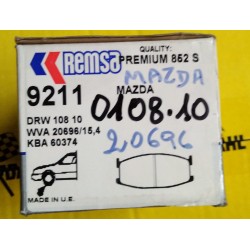 Remsa
QUALITY:
PREMIUM 852 S
MAZDA
9211
MAZDA
0108.10
DRW 108 10
WVA 20696/15,4
20696
KBA 60374
MADE IN U.E.